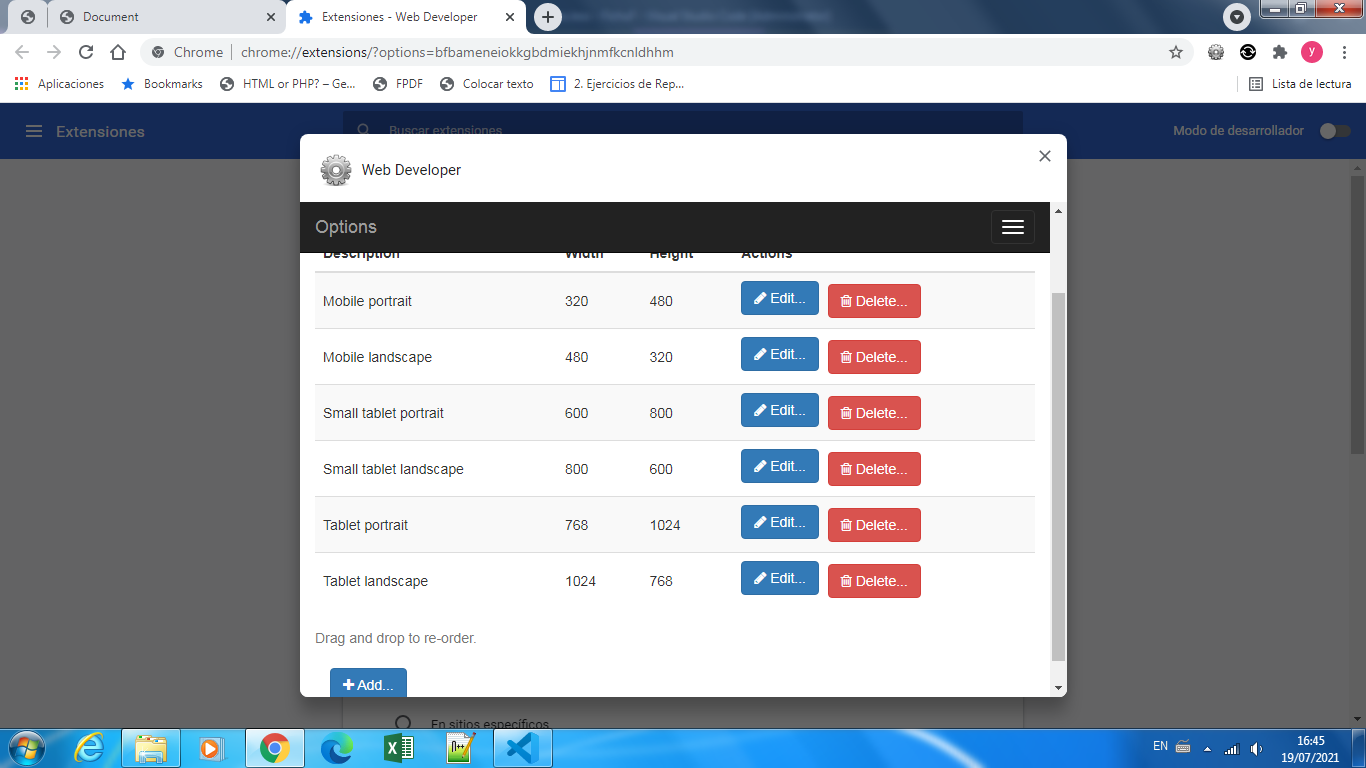 Document
Extensiones - Web Developer
Chrome | chrome://extensions/?options=bfbameneiokkgbdmiekhjnmfkcnldhhm
y
Aplicaciones Bookmarks HTML or PHP? – Ge... FPDF Colocar texto 2. Ejercicios de Rep... Lista de lectura
Extensiones Buscar extensiones Modo de desarrollador
Web Developer
Options
Description Width Height Actions
Mobile portrait 320 480 Edit... Delete...
Mobile landscape 480 320 Edit... Delete...
Small tablet portrait 600 800 Edit... Delete...
Small tablet landscape 800 600 Edit... Delete...
Tablet portrait 768 1024 Edit... Delete...
Tablet landscape 1024 768 Edit... Delete...
Drag and drop to re-order.
Add...
En sitios específicos
EN 16:45
19/07/2021